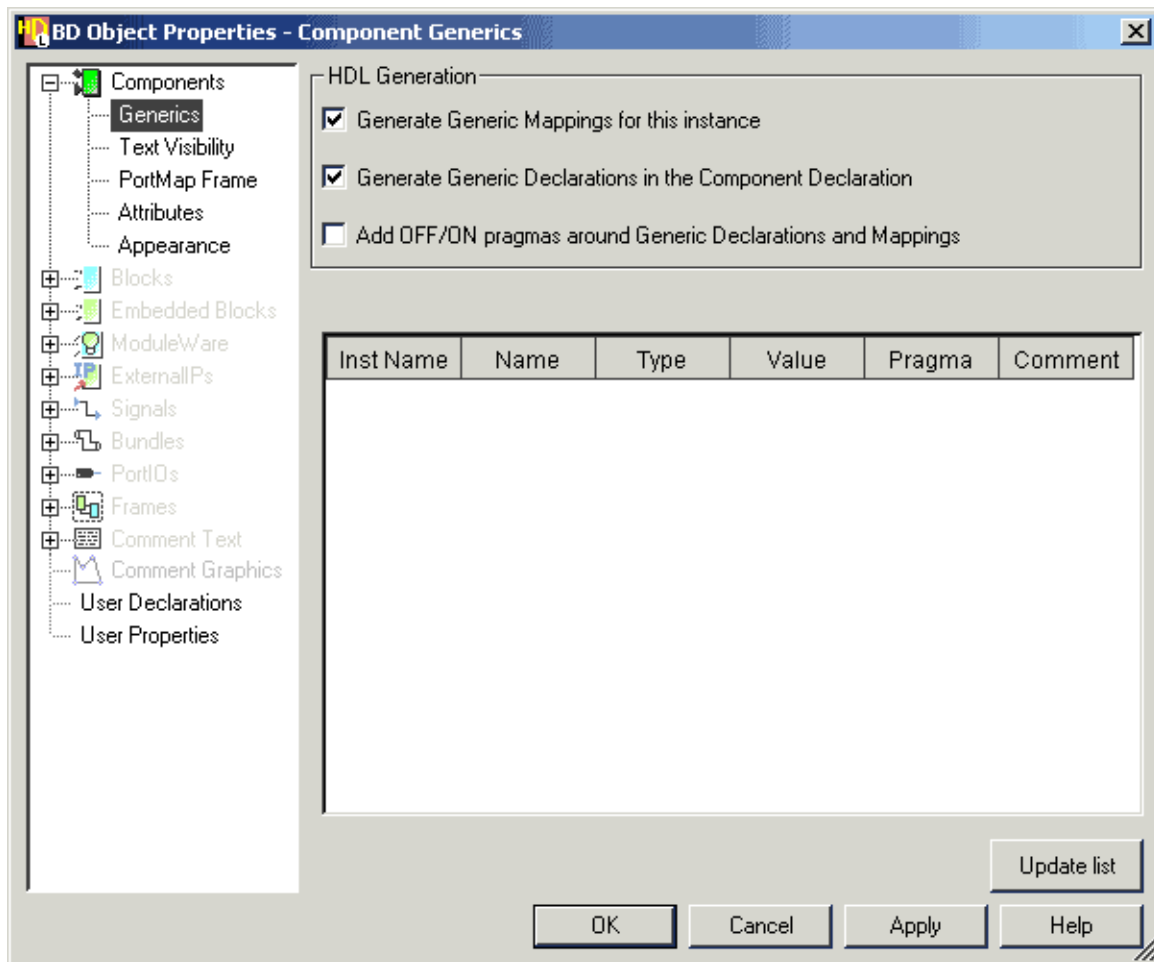 BD Object Properties - Component Generics
Components
Generics
Text Visibility
PortMap Frame
Attributes
Appearance
Blocks
Embedded Blocks
ModuleWare
ExternalIPs
Signals
Bundles
PortIOs
Frames
Comment Text
Comment Graphics
User Declarations
User Properties
HDL Generation
Generate Generic Mappings for this instance
Generate Generic Declarations in the Component Declaration
Add OFF/ON pragmas around Generic Declarations and Mappings
Inst Name Name Type Value Pragma Comment
Update list
OK Cancel Apply Help